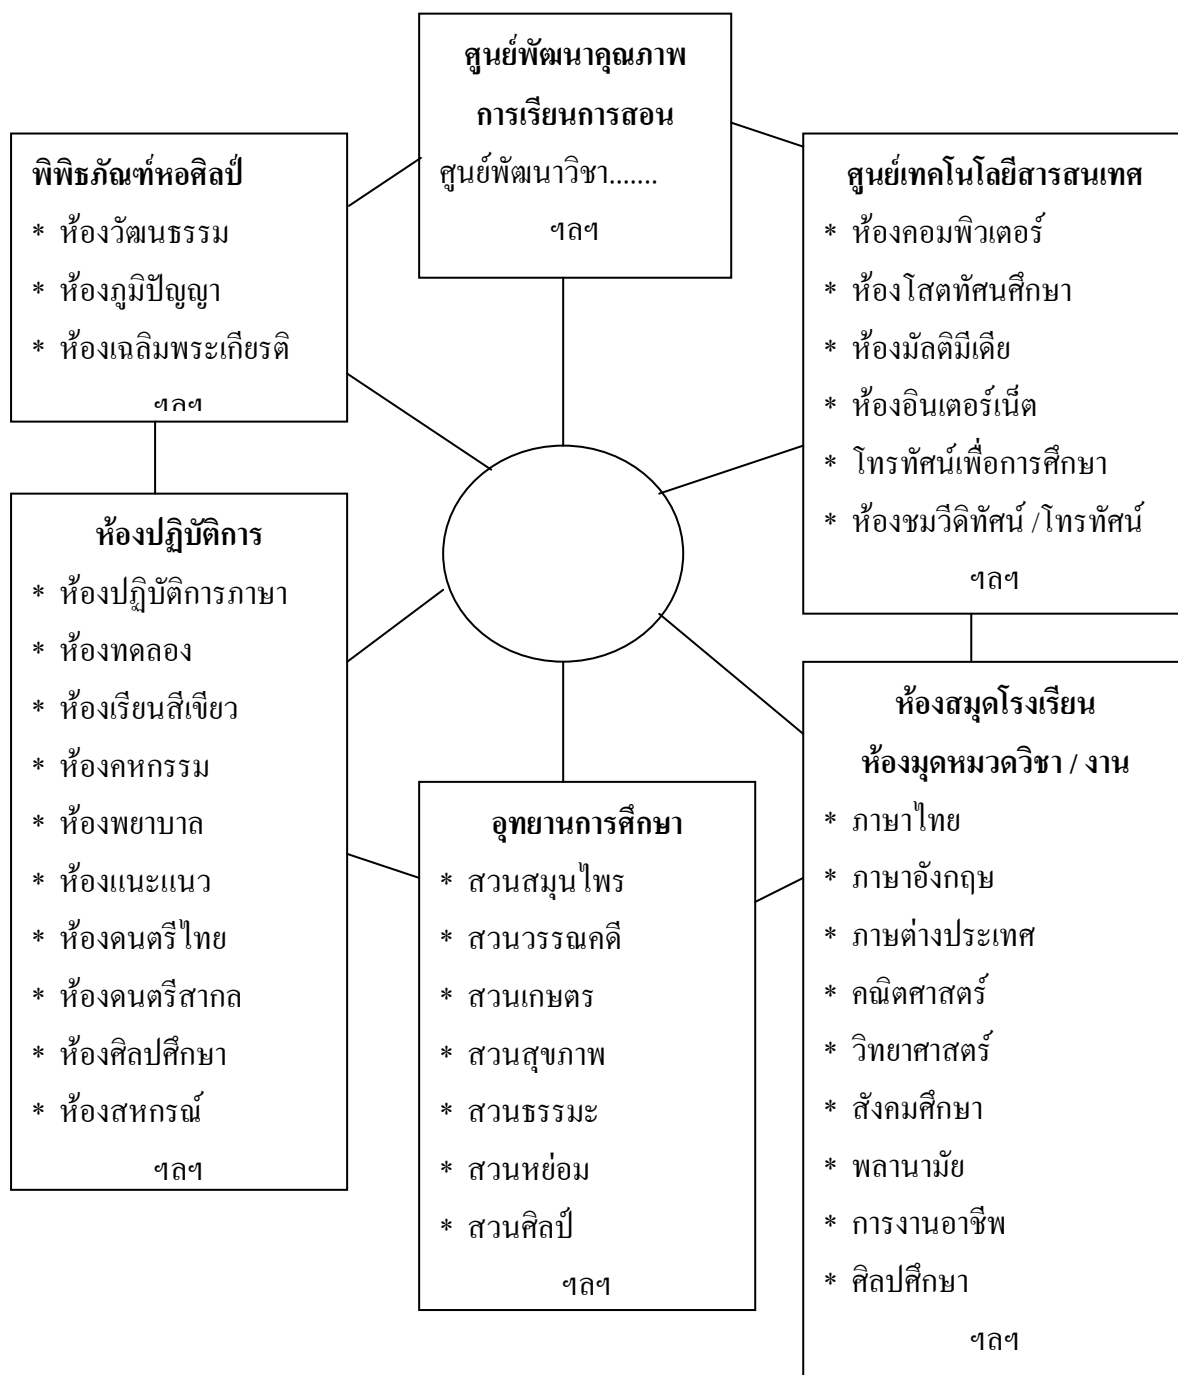 ศูนย์พัฒนาคุณภาพ
การเรียนการสอน
ศูนย์พัฒนาวิชา.......
ฯลฯ
พิพิธภัณฑ์หอศิลป์
* ห้องวัฒนธรรม
* ห้องภูมิปัญญา
* ห้องเฉลิมพระเกียรติ
ฯลฯ
ศูนย์เทคโนโลยีสารสนเทศ
* ห้องคอมพิวเตอร์
* ห้องโสตทัศนศึกษา
* ห้องมัลติมีเดีย
* ห้องอินเตอร์เน็ต
* โทรทัศน์เพื่อการศึกษา
* ห้องชมวีดิทัศน์ /โทรทัศน์
ฯลฯ
ห้องปฏิบัติการ
* ห้องปฏิบัติการภาษา
* ห้องทดลอง
* ห้องเรียนสีเขียว
* ห้องคหกรรม
* ห้องพยาบาล
* ห้องแนะแนว
* ห้องดนตรีไทย
* ห้องดนตรีสากล
* ห้องศิลปศึกษา
* ห้องสหกรณ์
ฯลฯ
อุทยานการศึกษา
* สวนสมุนไพร
* สวนวรรณคดี
* สวนเกษตร
* สวนสุขภาพ
* สวนธรรมะ
* สวนหย่อม
* สวนศิลป์
ฯลฯ
ห้องสมุดโรงเรียน
ห้องมุดหมวดวิชา / งาน
* ภาษาไทย
* ภาษาอังกฤษ
* ภาษต่างประเทศ
* คณิตศาสตร์
* วิทยาศาสตร์
* สังคมศึกษา
* พลานามัย
* การงานอาชีพ
* ศิลปศึกษา
ฯลฯ